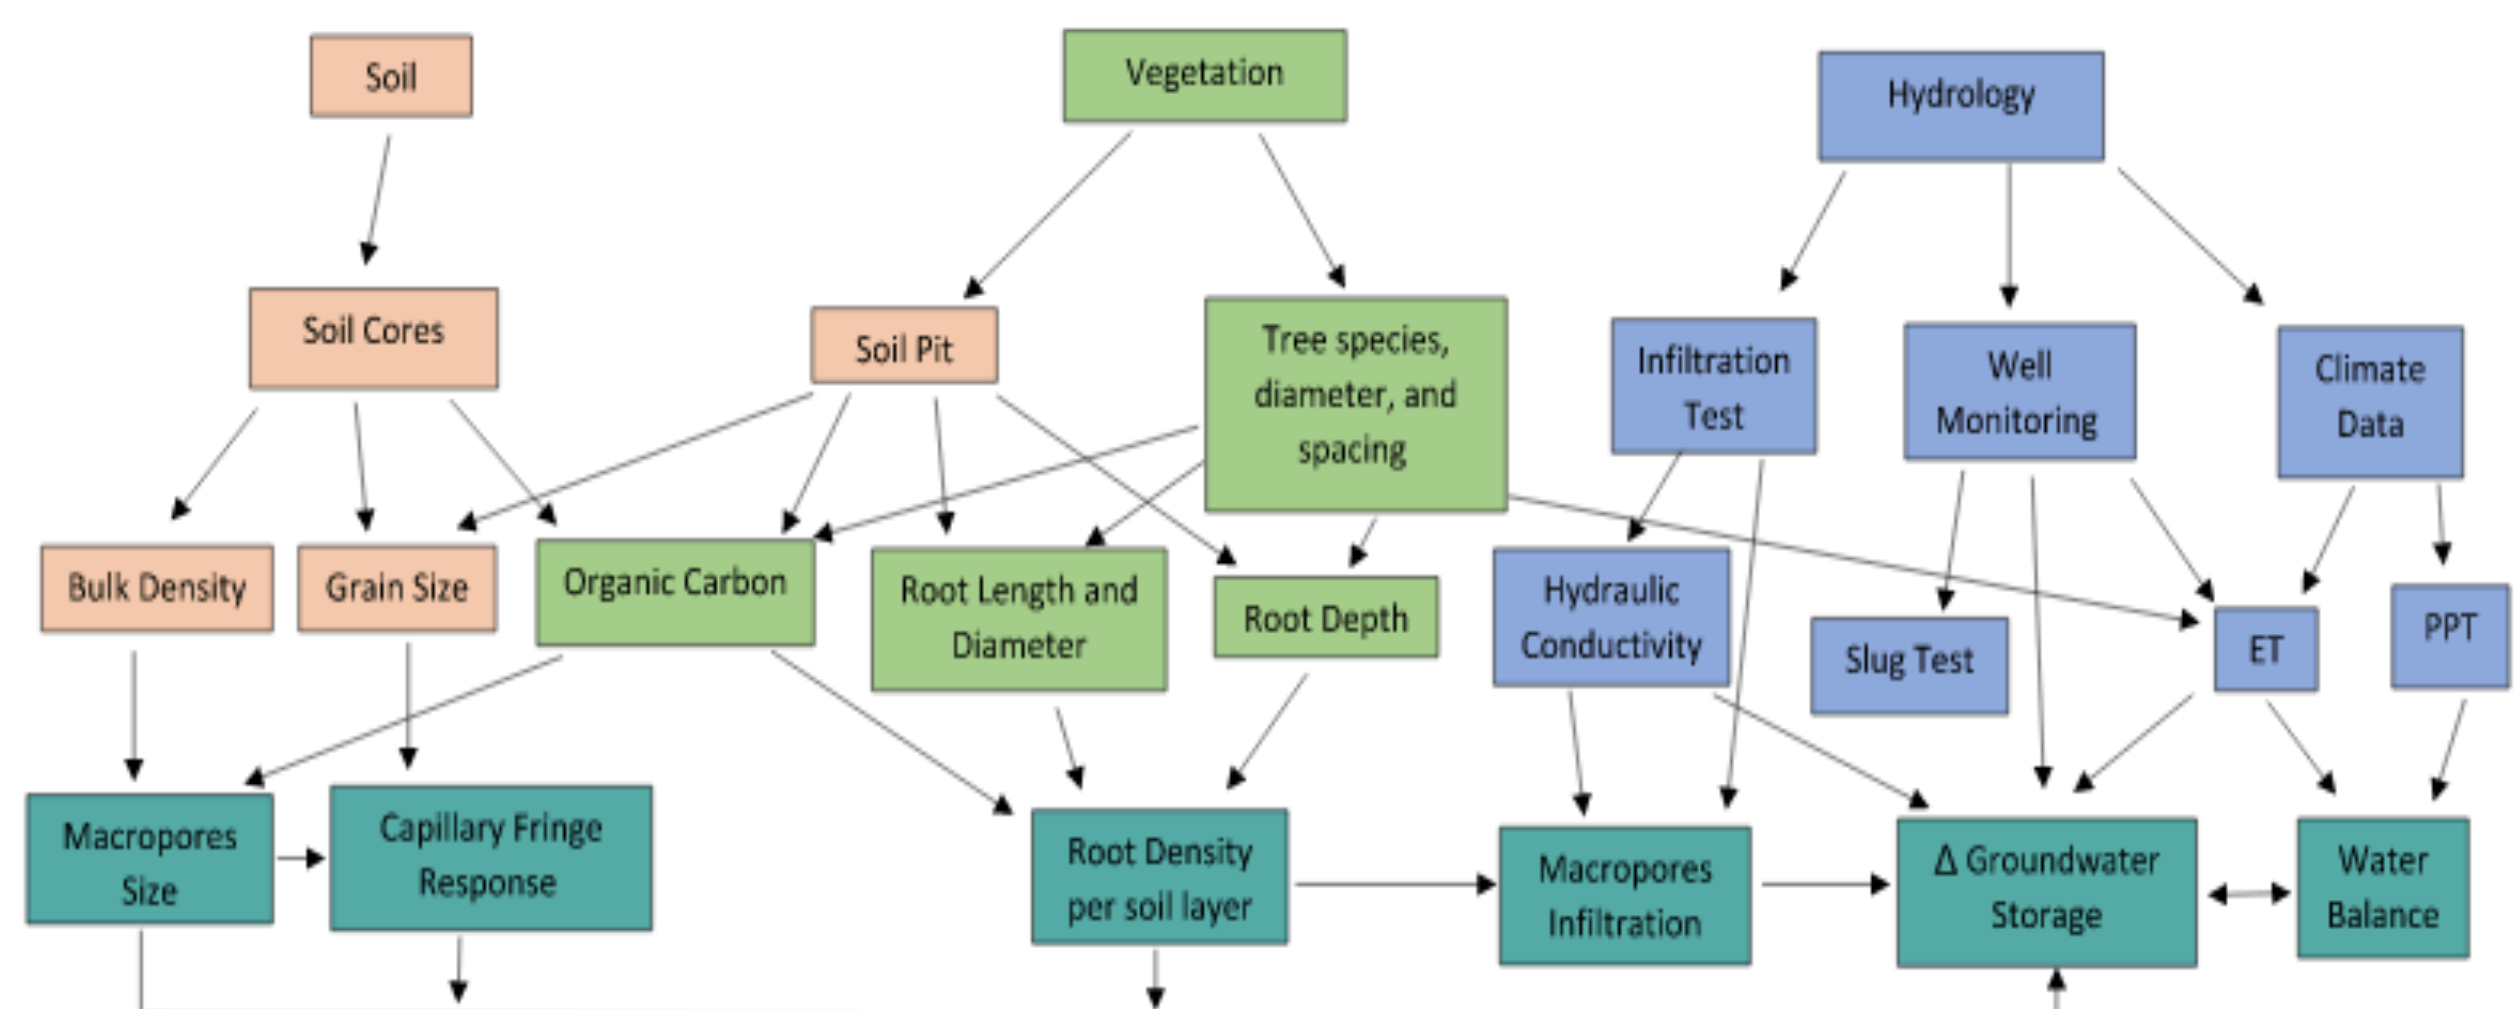 Soil
Vegetation
Hydrology
Soil Cores
Soil Pit
Tree species,
diameter, and
spacing
Infiltration
Test
Well
Monitoring
Climate
Data
Bulk Density
Grain Size
Organic Carbon
Root Length and
Diameter
Root Depth
Hydraulic
Conductivity
Slug Test
ET
PPT
Macropores
Size
Capillary Fringe
Response
Root Density
per soil layer
Macropores
Infiltration
Δ Groundwater
Storage
Water
Balance